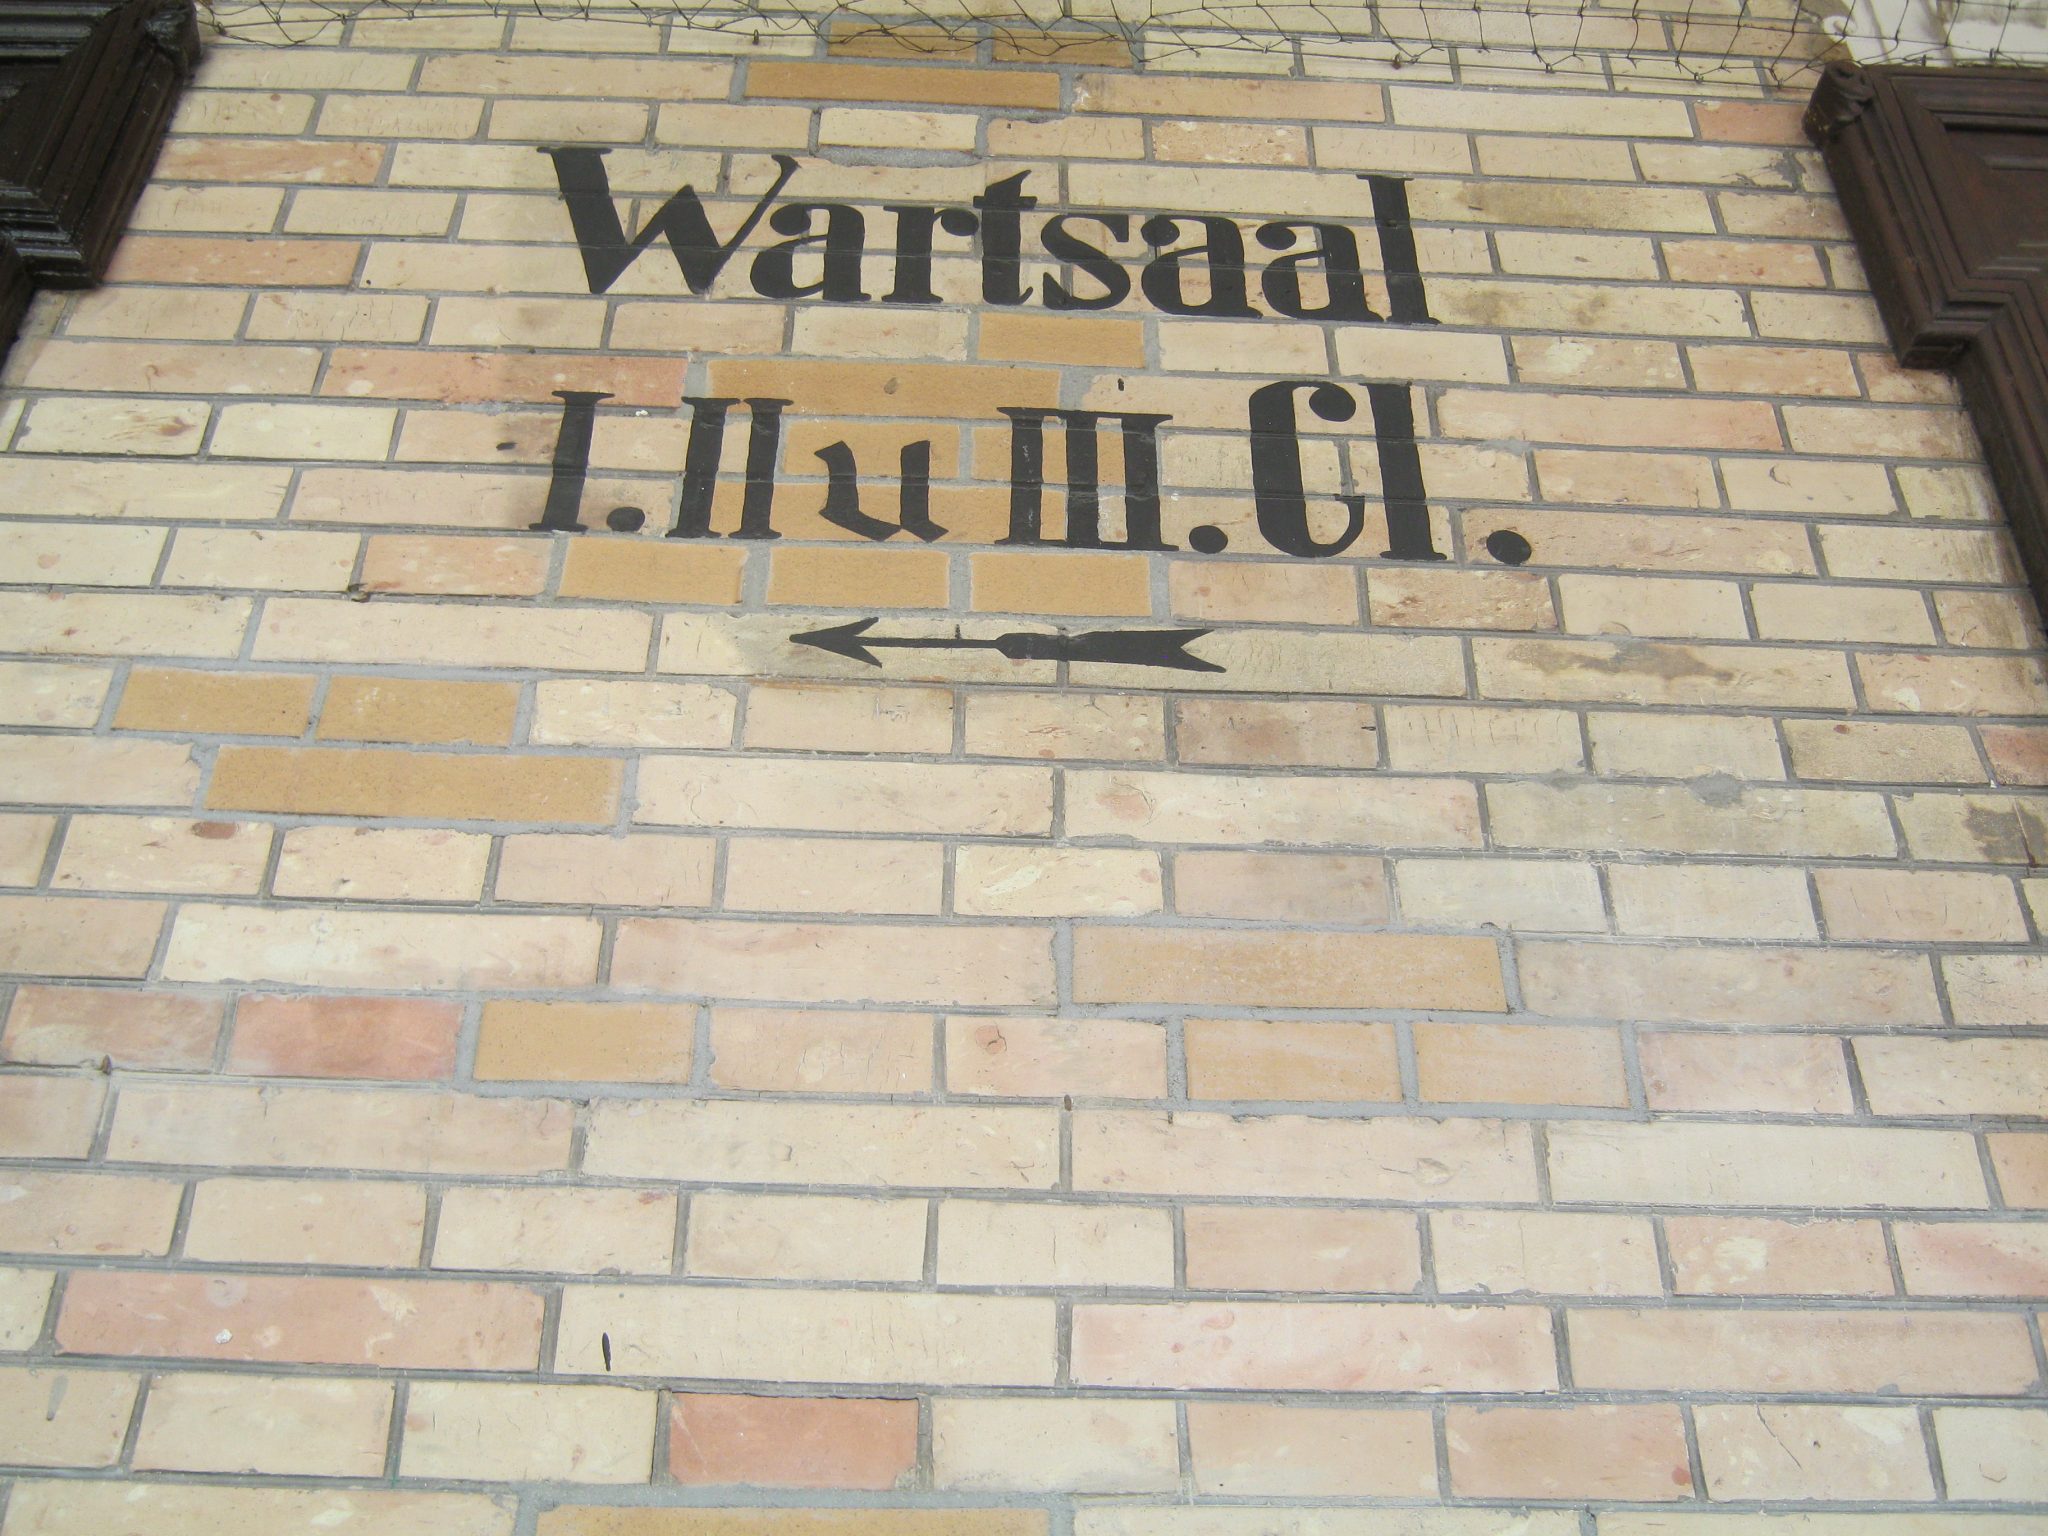 Wartsaal
I. II u III. Cl.